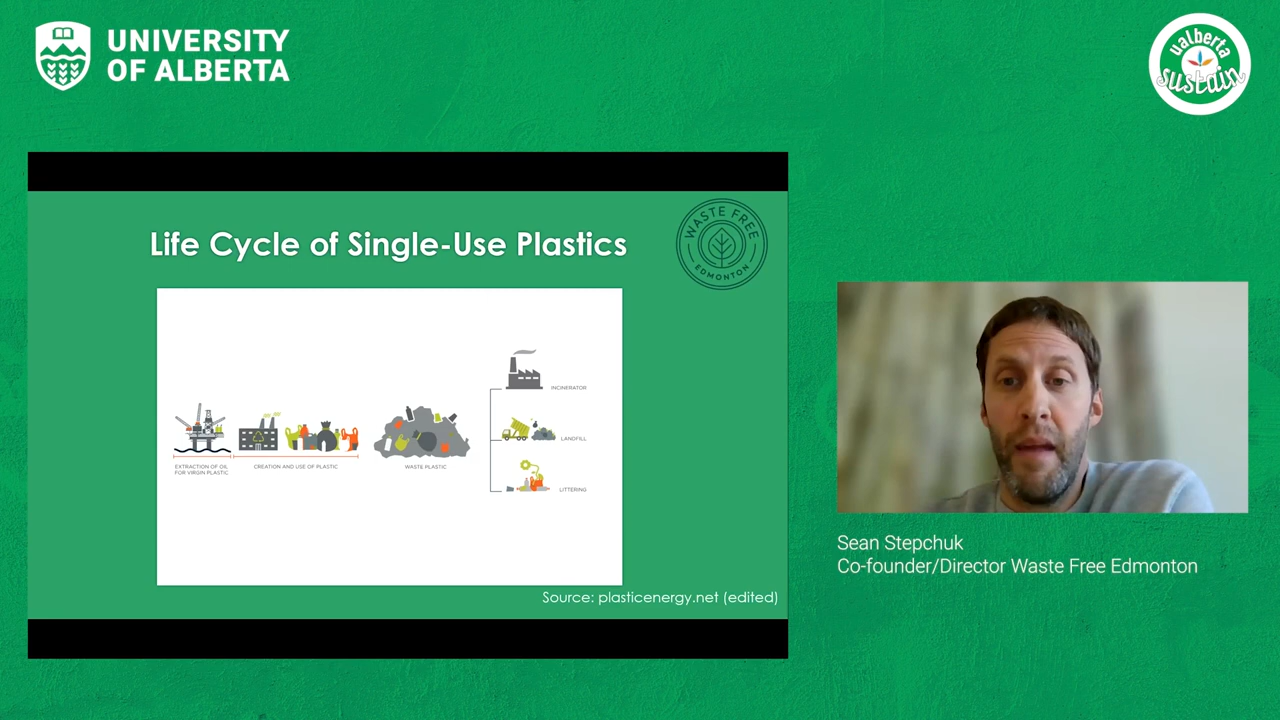 UNIVERSITY
OF ALBERTA
ualberta
sustain
Life Cycle of Single-Use Plastics
WASTE FREE
EDMONTON
INCINERATOR
LANDFILL
EXTRACTION OF OIL
FOR VIRGIN PLASTIC
CREATION AND USE OF PLASTIC
WASTE PLASTIC
LITTERING
Source: plasticenergy.net (edited)
Sean Stepchuk
Co-founder/Director Waste Free Edmonton